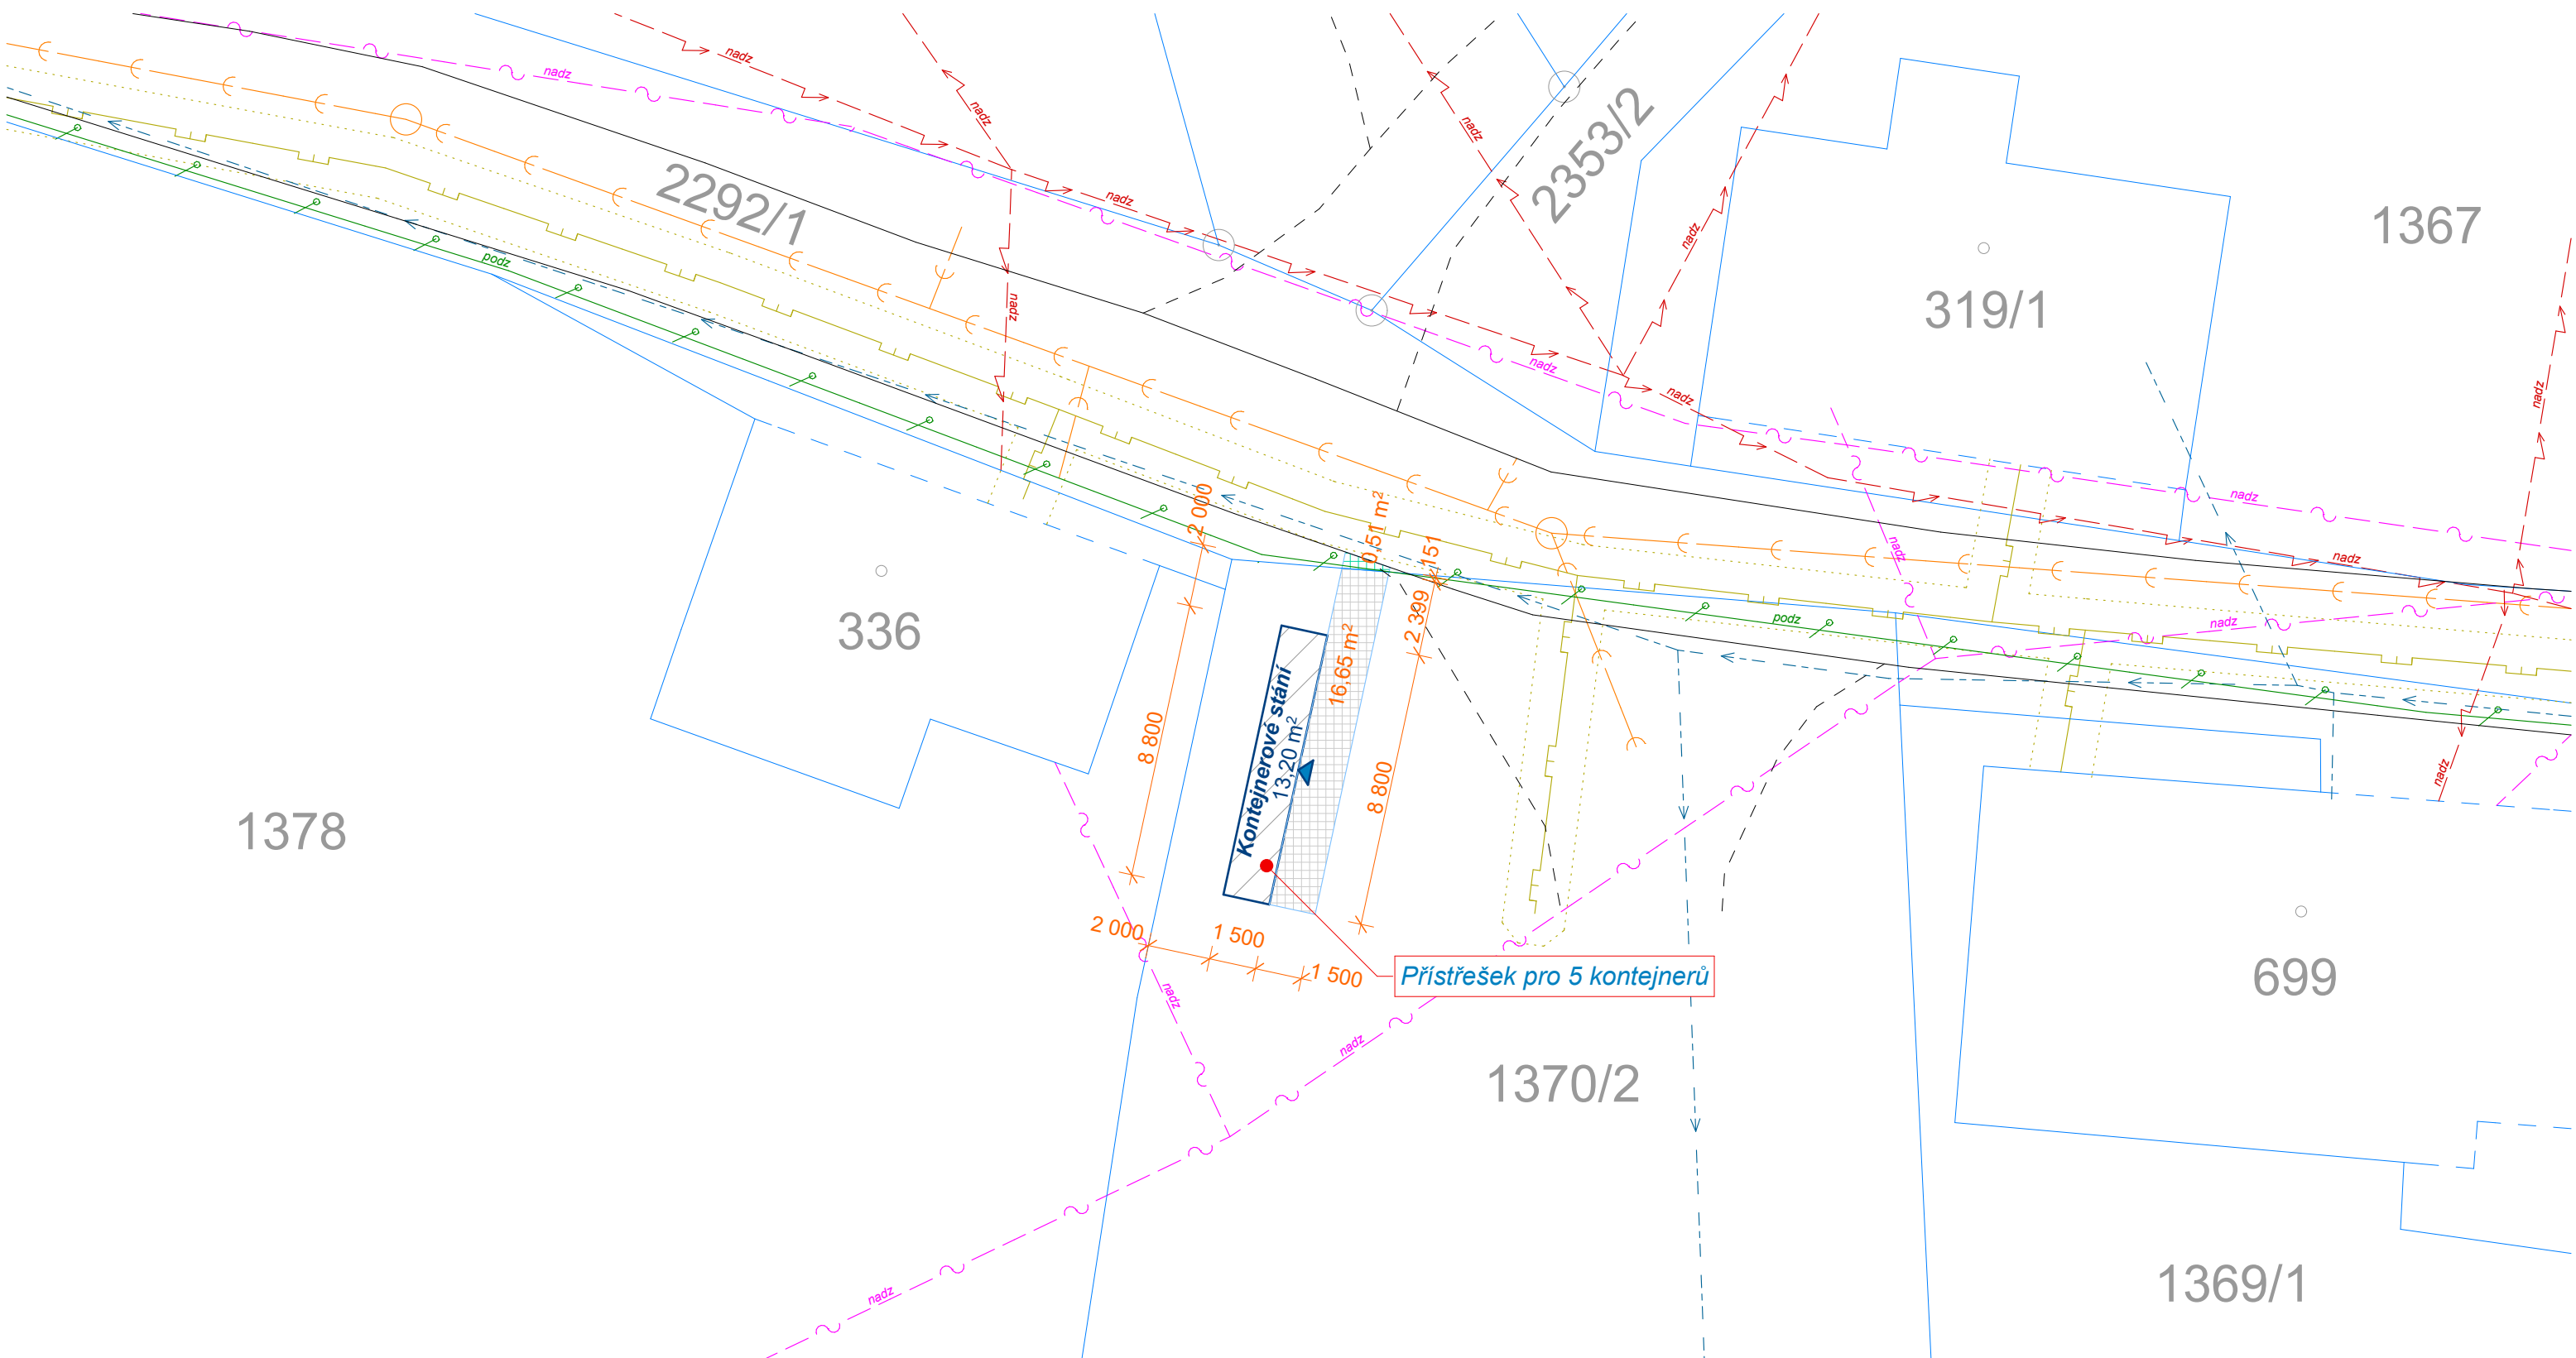 nadz
nadz
nadz
nadz
2353/2
2292/1
nadz
1367
podz
nadz
319/1
nadz
nadz
nadz
nadz
2 000
0,51 m²
151
nadz
nadz
nadz
336
2 399
podz
nadz
16,65 m²
Kontejnerové stání
13,20 m²
8 800
8 800
nadz
1378
2 000
1 500
1 500
Přístřešek pro 5 kontejnerů
699
nadz
nadz
1370/2
nadz
1369/1